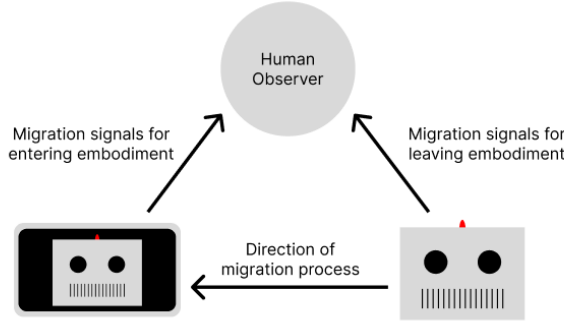 Human
Observer
Migration signals for
entering embodiment
Migration signals for
leaving embodiment
Direction of
migration process